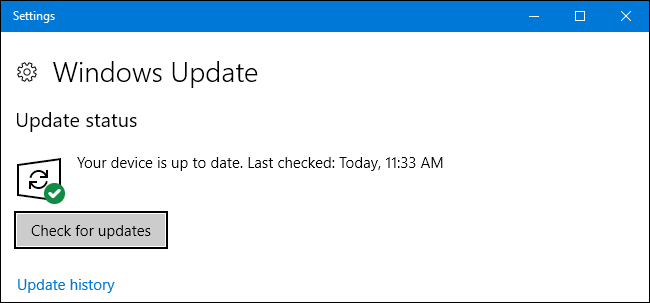 Settings
Windows Update
Update status
Your device is up to date. Last checked: Today, 11:33 AM
Check for updates
Update history